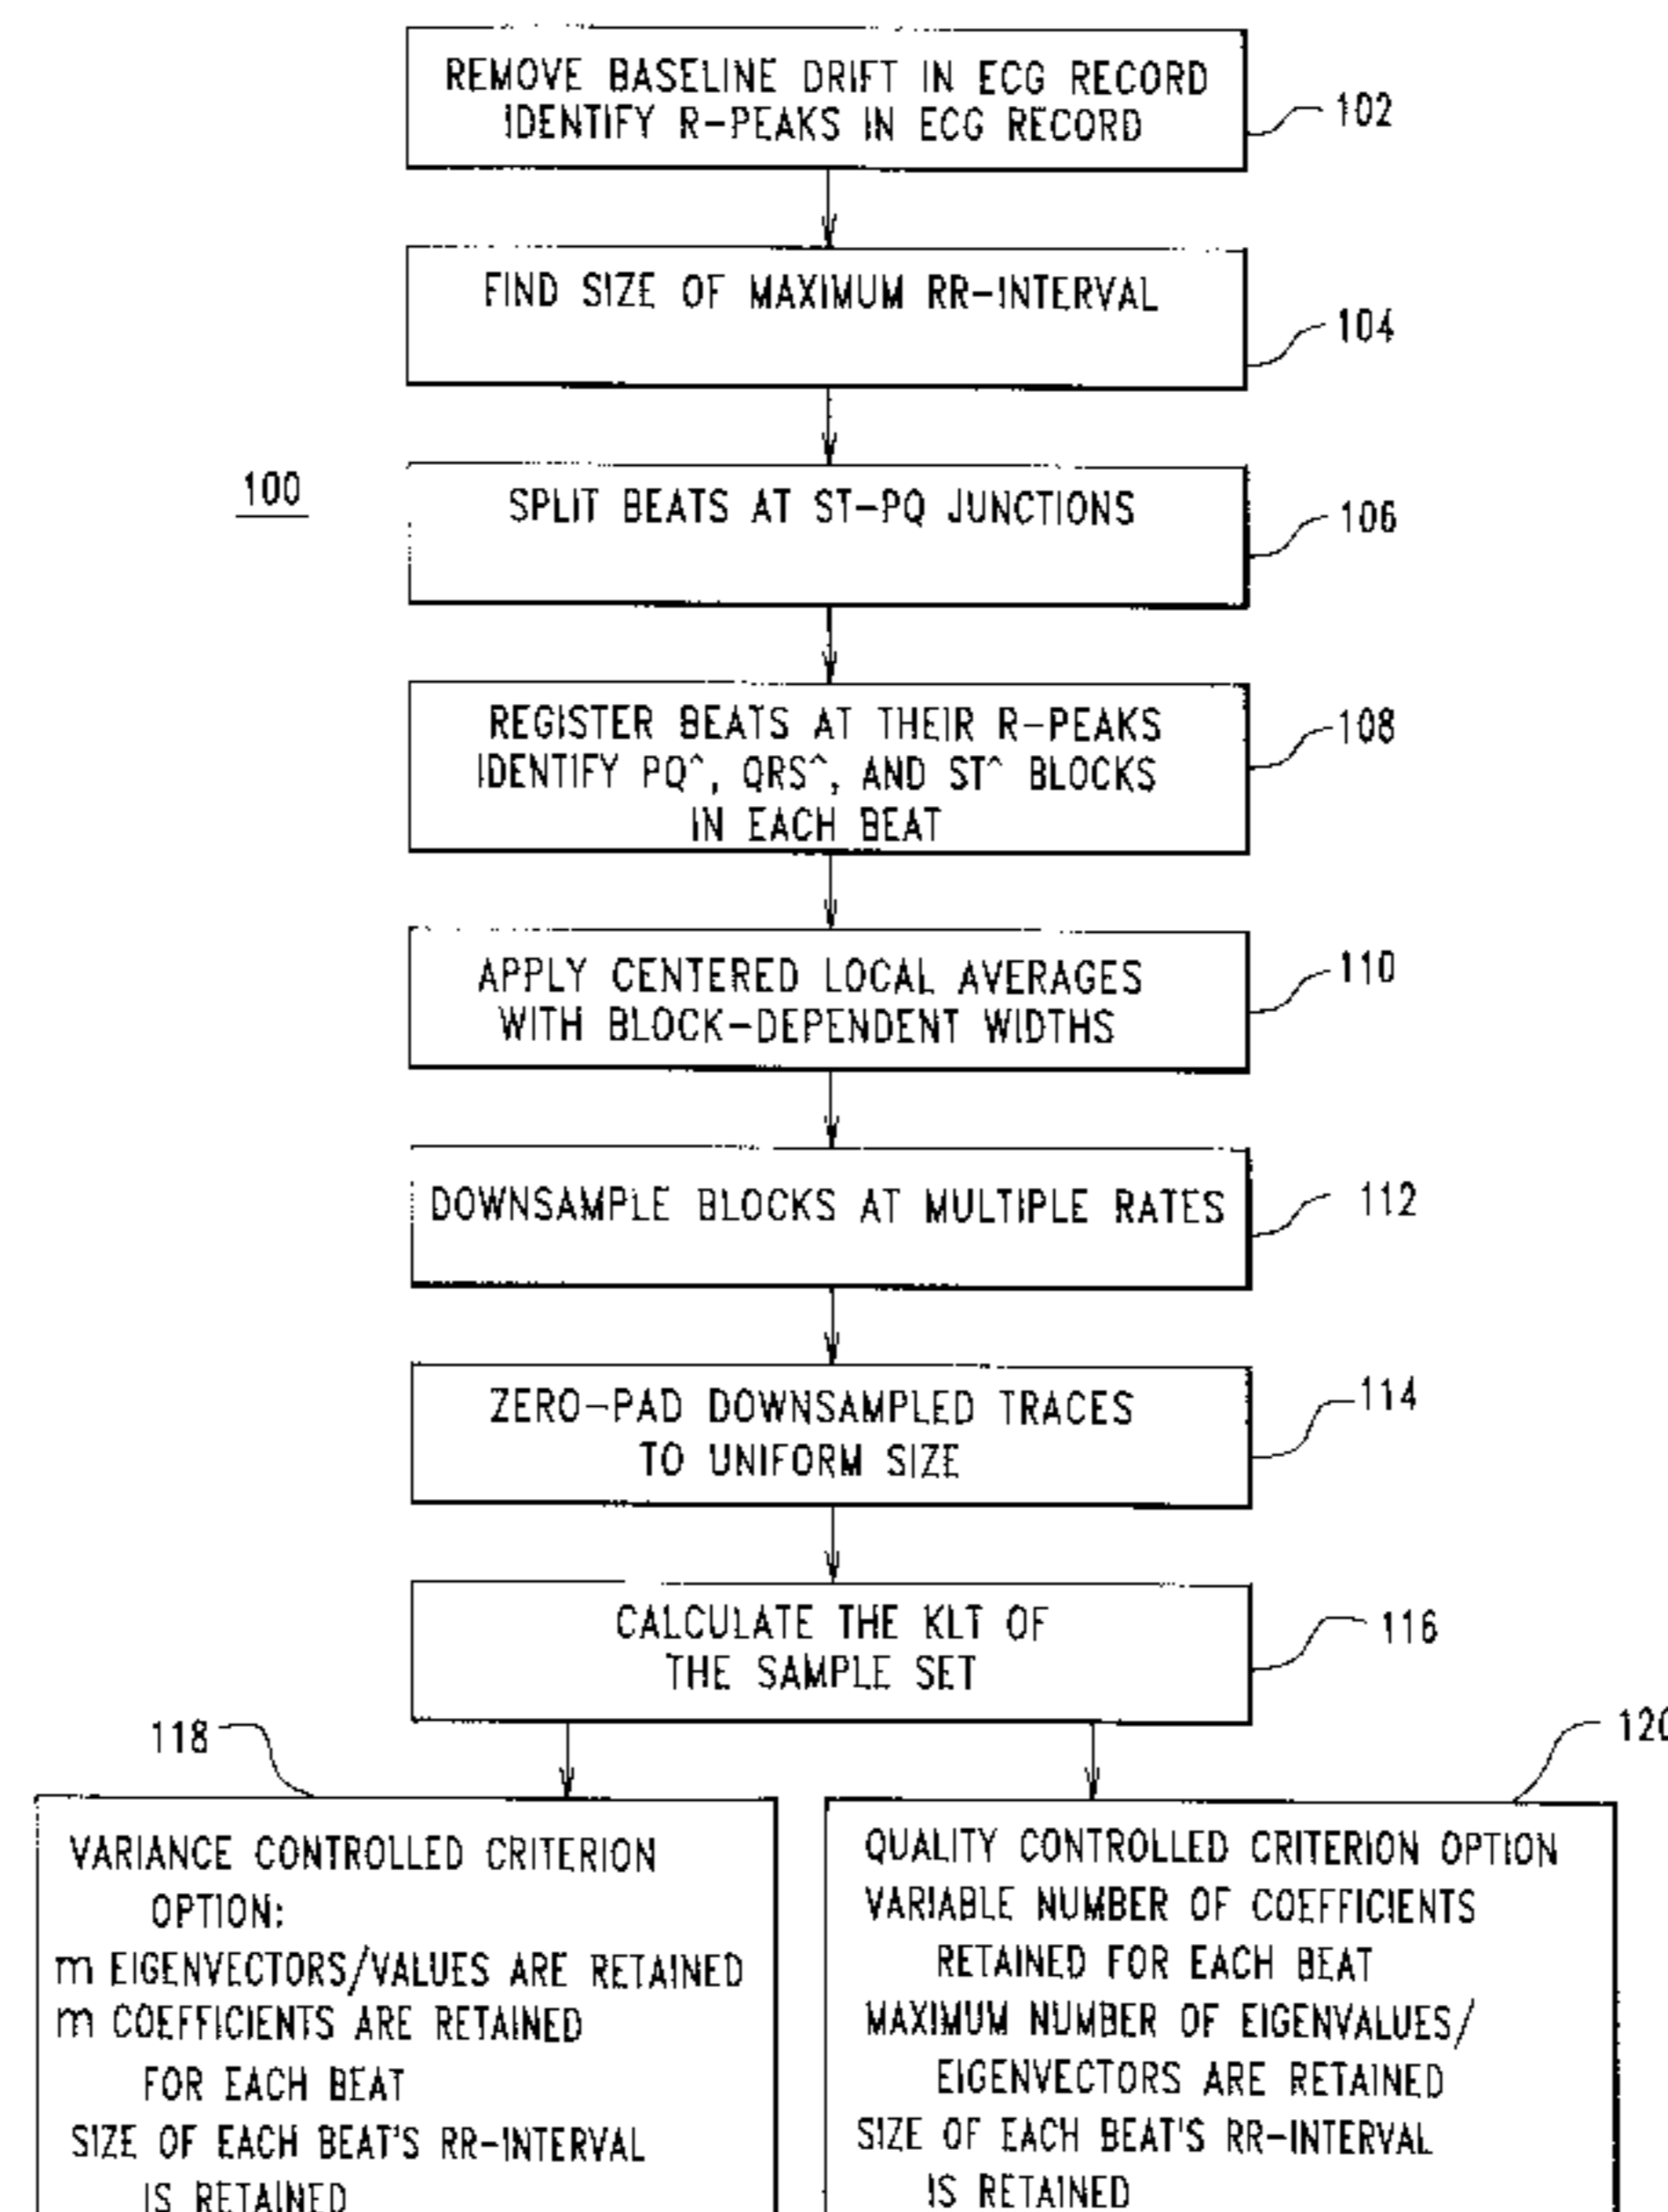 REMOVE BASELINE DRIFT IN ECG RECORD
IDENTIFY R-PEAKS IN ECG RECORD
102
FIND SIZE OF MAXIMUM RR-INTERVAL
104
100
SPLIT BEATS AT ST-PQ JUNCTIONS
106
REGISTER BEATS AT THEIR R-PEAKS
IDENTIFY PQ^, QRS^, AND ST^ BLOCKS
IN EACH BEAT
108
APPLY CENTERED LOCAL AVERAGES
WITH BLOCK-DEPENDENT WIDTHS
110
DOWNSAMPLE BLOCKS AT MULTIPLE RATES
112
ZERO-PAD DOWNSAMPLED TRACES
TO UNIFORM SIZE
114
CALCULATE THE KLT OF
THE SAMPLE SET
116
118
VARIANCE CONTROLLED CRITERION
OPTION:
m EIGENVECTORS/VALUES ARE RETAINED
m COEFFICIENTS ARE RETAINED
FOR EACH BEAT
SIZE OF EACH BEAT'S RR-INTERVAL
IS RETAINED
120
QUALITY CONTROLLED CRITERION OPTION
VARIABLE NUMBER OF COEFFICIENTS
RETAINED FOR EACH BEAT
MAXIMUM NUMBER OF EIGENVALUES/
EIGENVECTORS ARE RETAINED
SIZE OF EACH BEAT'S RR-INTERVAL
IS RETAINED